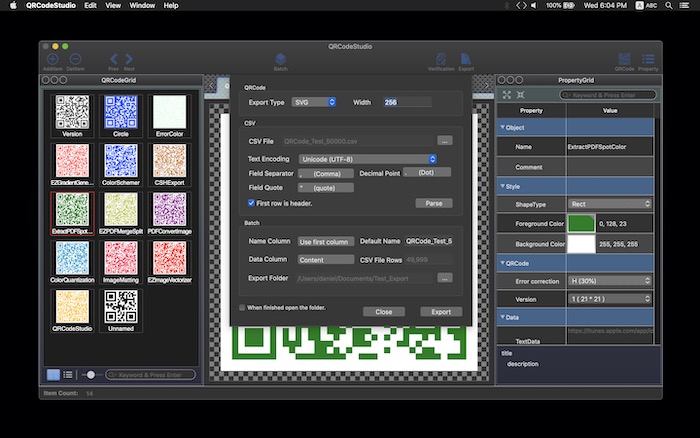 QRCodeStudio Edit View Window Help 100% Wed 6:04 PM A ABC
QRCodeStudio
AddItem DelItem Prev Next Batch Verification Export QRCode Property
QRCodeGrid
Version Circle ErrorColor
EZGradientGene... ColorSchemer CSHExport
ExtractPDFSpot... EZPDFMergeSplit PDFConvertImage
ColorQuantization ImageMatting EZImageVectorizer
QRCodeStudio Unnamed
Keyword & Press Enter
Item Count: 14
QRCode
Export Type SVG Width 256
CSV
CSV File QRCode_Test_50000.csv ...
Text Encoding Unicode (UTF-8)
Field Separator , (Comma) Decimal Point . (Dot)
Field Quote " (quote)
First row is header. Parse
Batch
Name Column Use first column Default Name QRCode_Test_5
Data Column Content CSV File Rows 49,999
Export Folder /Users/daniel/Documents/Test_Export ...
When finished open the folder. Close Export
PropertyGrid
Keyword & Press Enter
Property Value
Object
Name ExtractPDFSpotColor
Comment
Style
ShapeType Rect
Foreground Color 0, 128, 23
Background Color 255, 255, 255
QRCode
Error correction H (30%)
Version 1 ( 21 * 21 )
Data
https://itunes.apple.com/app/
TextData
title
description